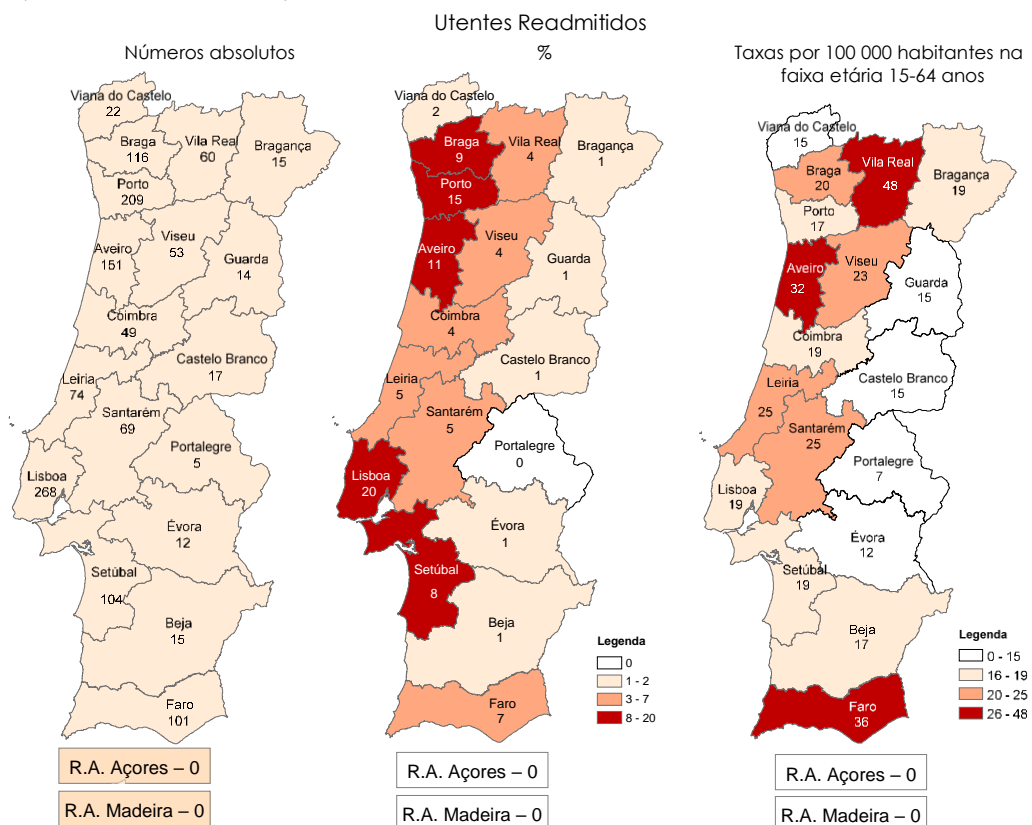 Utentes Readmitidos
Números absolutos
Viana do Castelo
22
Braga
116
Vila Real
60
Bragança
15
Porto
209
Aveiro
151
Viseu
53
Guarda
14
Coimbra
49
Castelo Branco
17
Leiria
74
Santarém
69
Portalegre
5
Lisboa
268
Évora
12
Setúbal
104
Beja
15
Faro
101
R.A. Açores – 0
R.A. Madeira – 0
%
Viana do Castelo
2
Braga
9
Vila Real
4
Bragança
1
Porto
15
Aveiro
11
Viseu
4
Guarda
1
Coimbra
4
Castelo Branco
1
Leiria
5
Santarém
5
Portalegre
0
Lisboa
20
Évora
1
Setúbal
8
Beja
1
Faro
7
Legenda
0
1 - 2
3 - 7
8 - 20
R.A. Açores – 0
R.A. Madeira – 0
Taxas por 100 000 habitantes na
faixa etária 15-64 anos
Viana do Castelo
15
Braga
20
Vila Real
48
Bragança
19
Porto
17
Aveiro
32
Viseu
23
Guarda
15
Coimbra
19
Castelo Branco
15
Leiria
25
Santarém
25
Portalegre
7
Lisboa
19
Évora
12
Setúbal
19
Beja
17
Faro
36
Legenda
0 - 15
16 - 19
20 - 25
26 - 48
R.A. Açores – 0
R.A. Madeira – 0